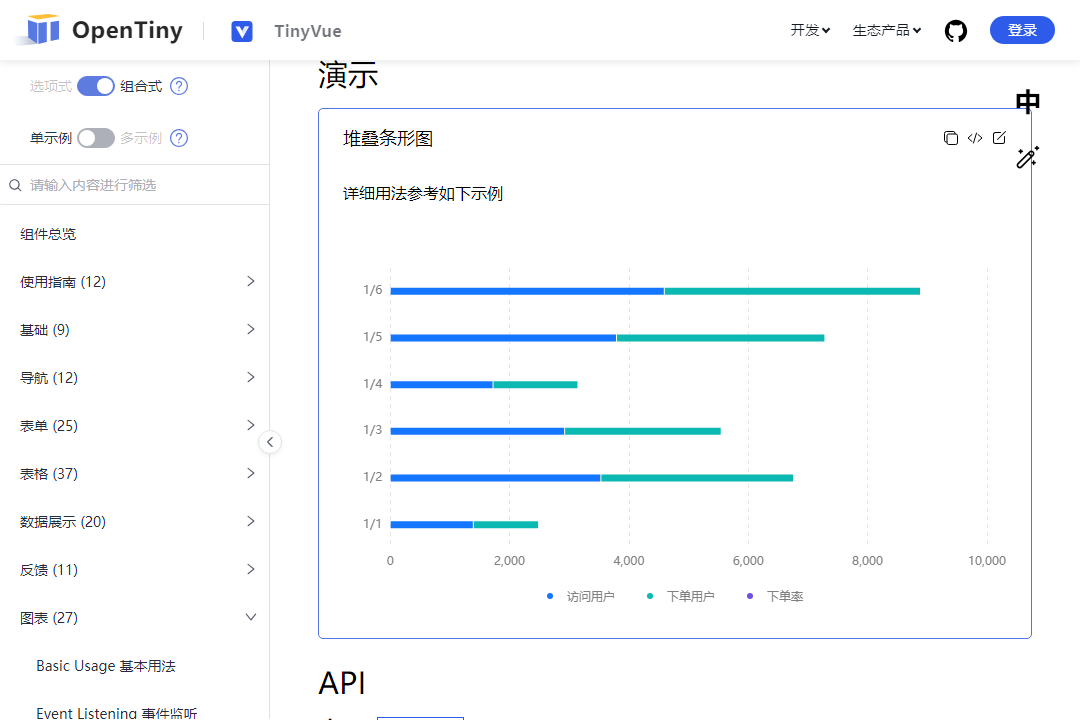 OpenTiny
TinyVue
开发
生态产品
登录
选项式
组合式
?
单示例
多示例
?
请输入内容进行筛选
组件总览
使用指南 (12)
基础 (9)
导航 (12)
表单 (25)
表格 (37)
数据展示 (20)
反馈 (11)
图表 (27)
Basic Usage 基本用法
Event Listening 事件监听
演示
中
堆叠条形图
详细用法参考如下示例
1/6
1/5
1/4
1/3
1/2
1/1
0 2,000 4,000 6,000 8,000 10,000
访问用户 下单用户 下单率
API